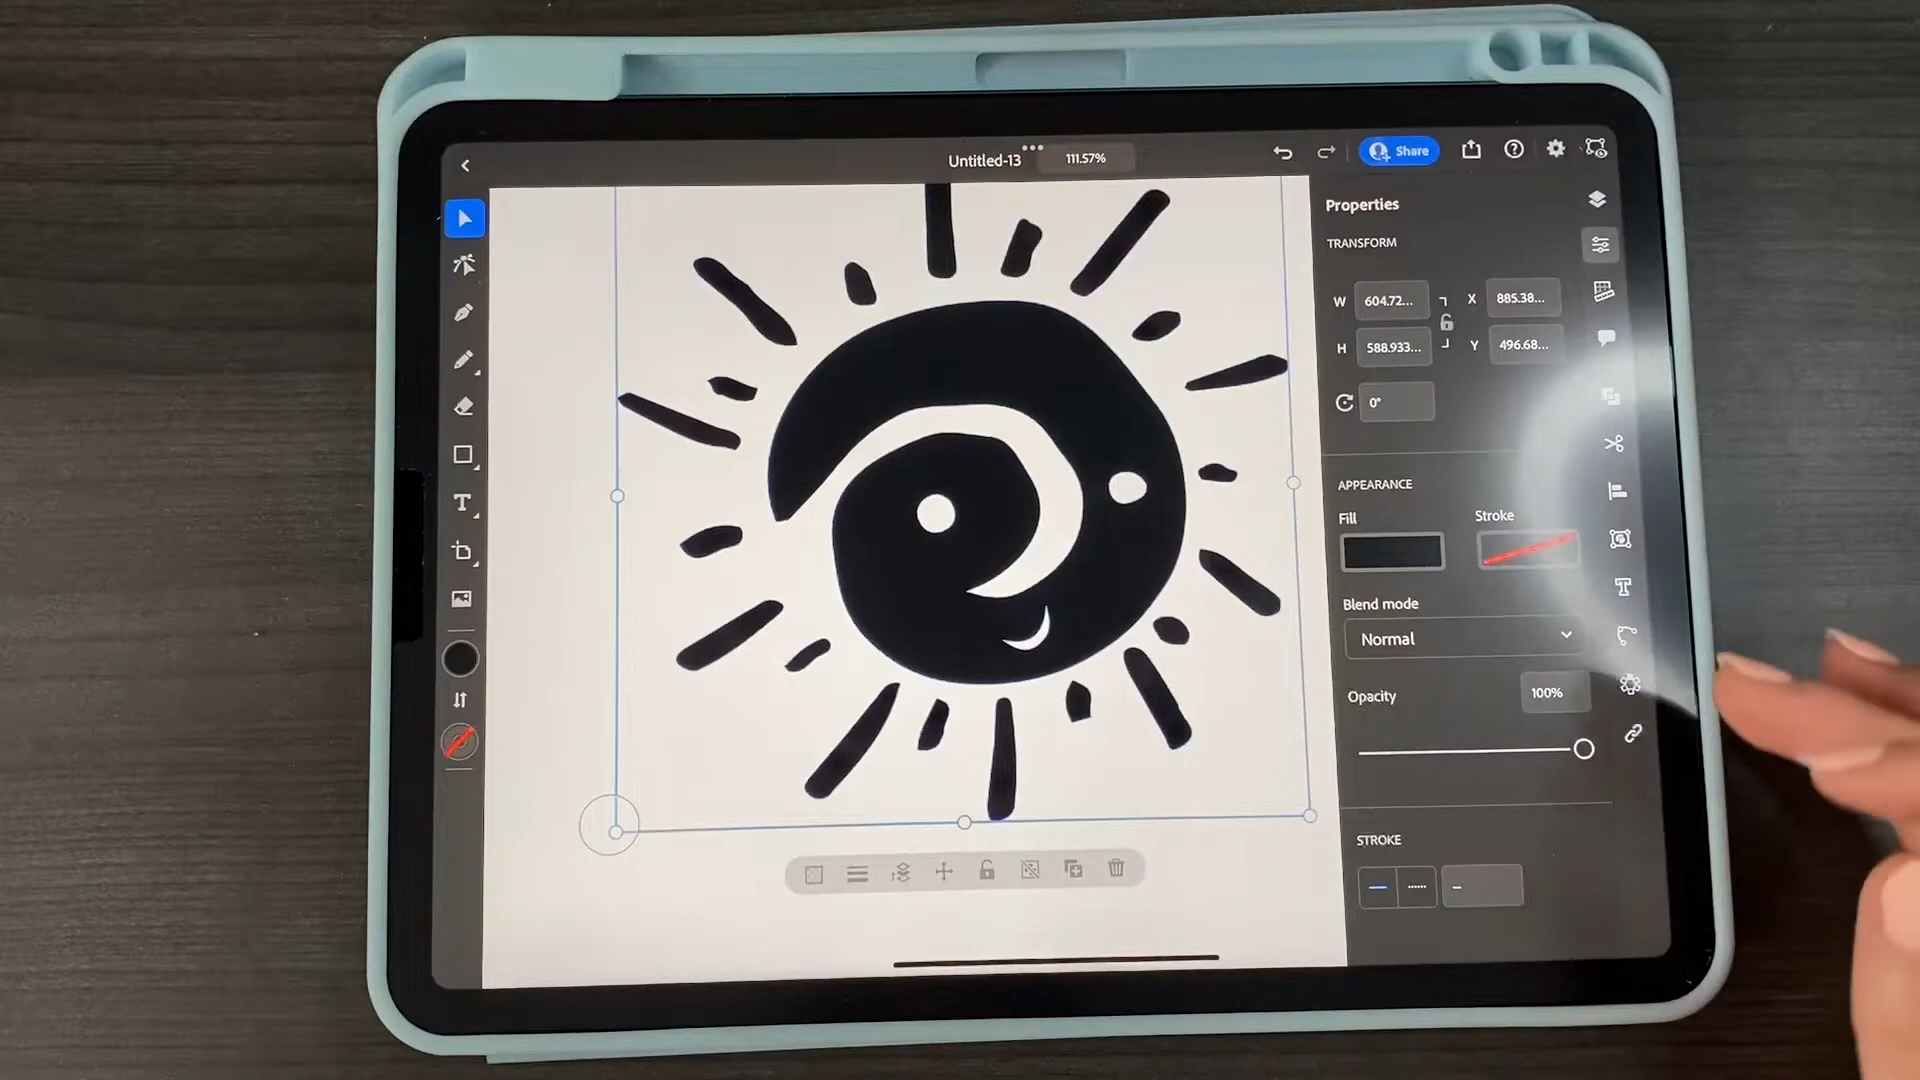 Untitled-13
111.57%
Share
Properties
TRANSFORM
W 604.72... X 885.38...
H 588.933... Y 496.68...
0°
APPEARANCE
Fill
Stroke
Blend mode
Normal
Opacity
100%
STROKE